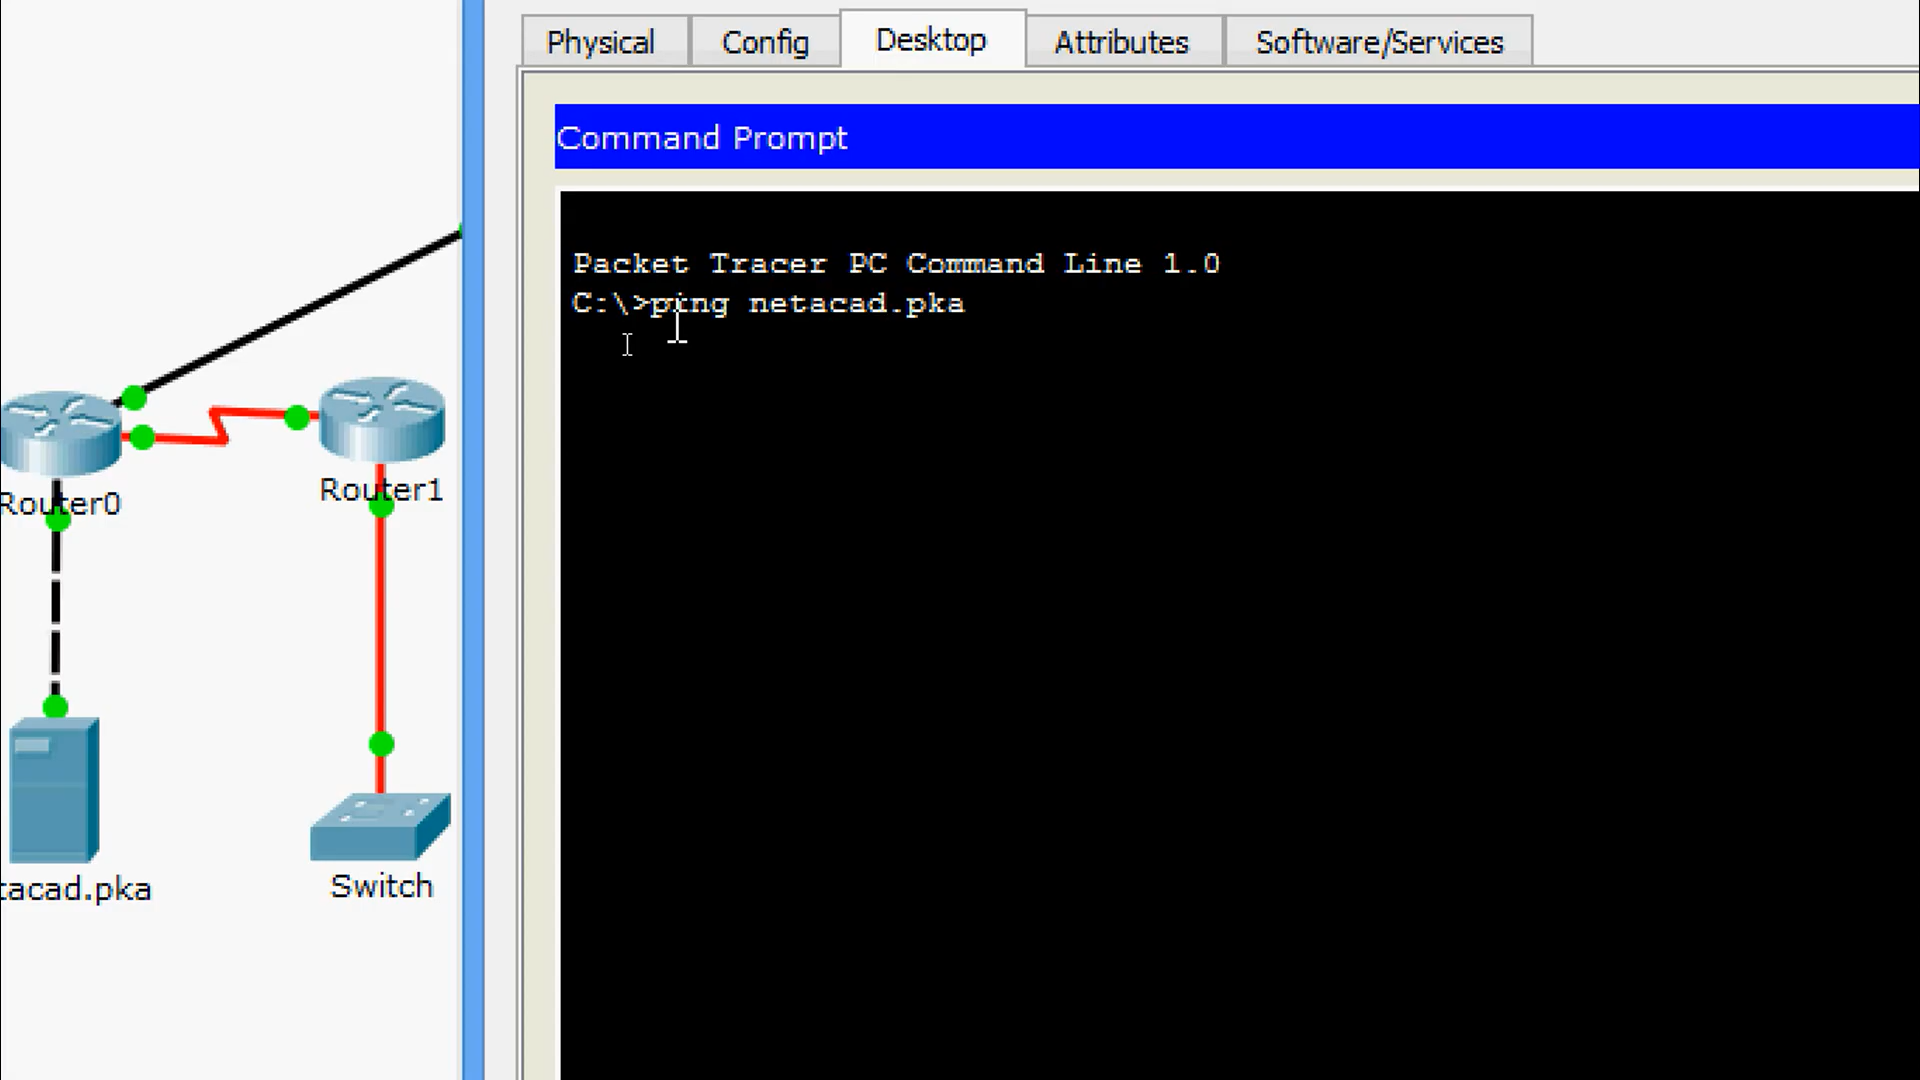 Physical
Config
Desktop
Attributes
Software/Services
Command Prompt
Packet Tracer PC Command Line 1.0
C:\>ping netacad.pka
Router0
Router1
tacad.pka
Switch